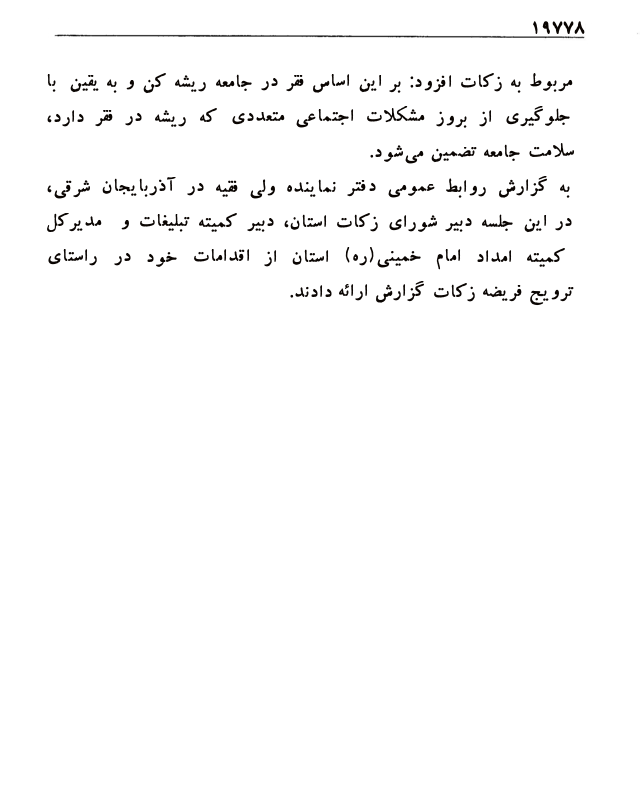 ۱۹۷۷۸
مربوط به زکات افزود: بر این اساس فقر در جامعه ریشه کن و به یقین با
جلوگیری از بروز مشکلات اجتماعی متعددی که ریشه در فقر دارد،
سلامت جامعه تضمین می‌شود.
به گزارش روابط عمومی دفتر نماینده ولی فقیه در آذربایجان شرقی،
در این جلسه دبیر شورای زکات استان، دبیر کمیته تبلیغات و مدیرکل
کمیته امداد امام خمینی(ره) استان از اقدامات خود در راستای
ترویج فریضه زکات گزارش ارائه دادند.